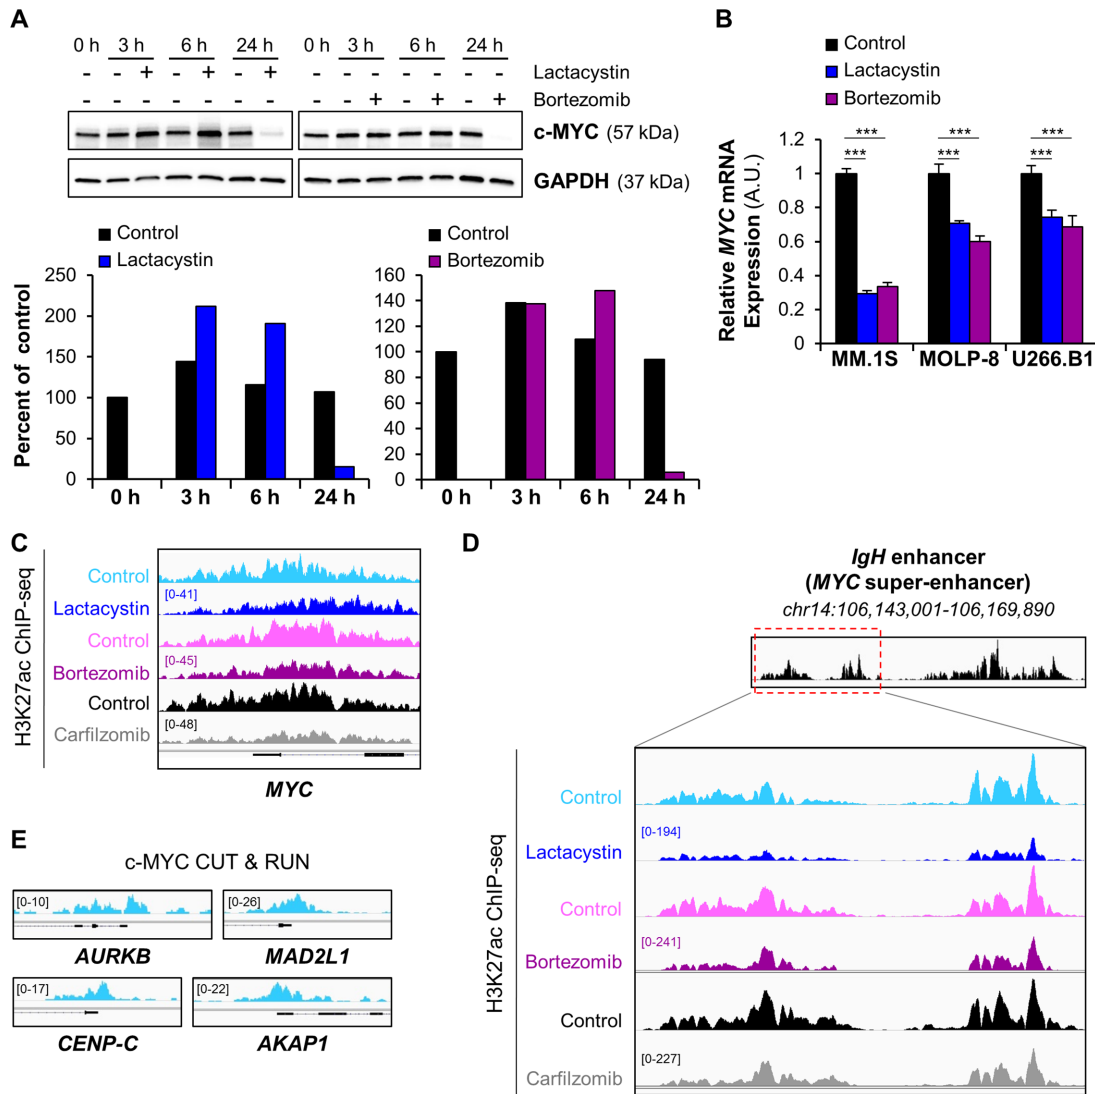 A
0 h 3 h 6 h 24 h 0 h 3 h 6 h 24 h
- - + - + - + - - - - - - - Lactacystin
- - - - - - - - - + - + - + Bortezomib
c-MYC (57 kDa)
GAPDH (37 kDa)
Control
Lactacystin
Percent of control
250
200
150
100
50
0
0 h 3 h 6 h 24 h
Control
Bortezomib
160
140
120
100
80
60
40
20
0
0 h 3 h 6 h 24 h
B
Control
Lactacystin
Bortezomib
Relative MYC mRNA
Expression (A.U.)
1.2
1
0.8
0.6
0.4
0.2
0
*** *** ***
*** *** ***
MM.1S MOLP-8 U266.B1
C
H3K27ac ChIP-seq
Control
Lactacystin [0-41]
Control
Bortezomib [0-45]
Control
Carfilzomib [0-48]
MYC
D
IgH enhancer
(MYC super-enhancer)
chr14:106,143,001-106,169,890
H3K27ac ChIP-seq
Control
Lactacystin [0-194]
Control
Bortezomib [0-241]
Control
Carfilzomib [0-227]
E
c-MYC CUT & RUN
[0-10] [0-26]
AURKB MAD2L1
[0-17] [0-22]
CENP-C AKAP1